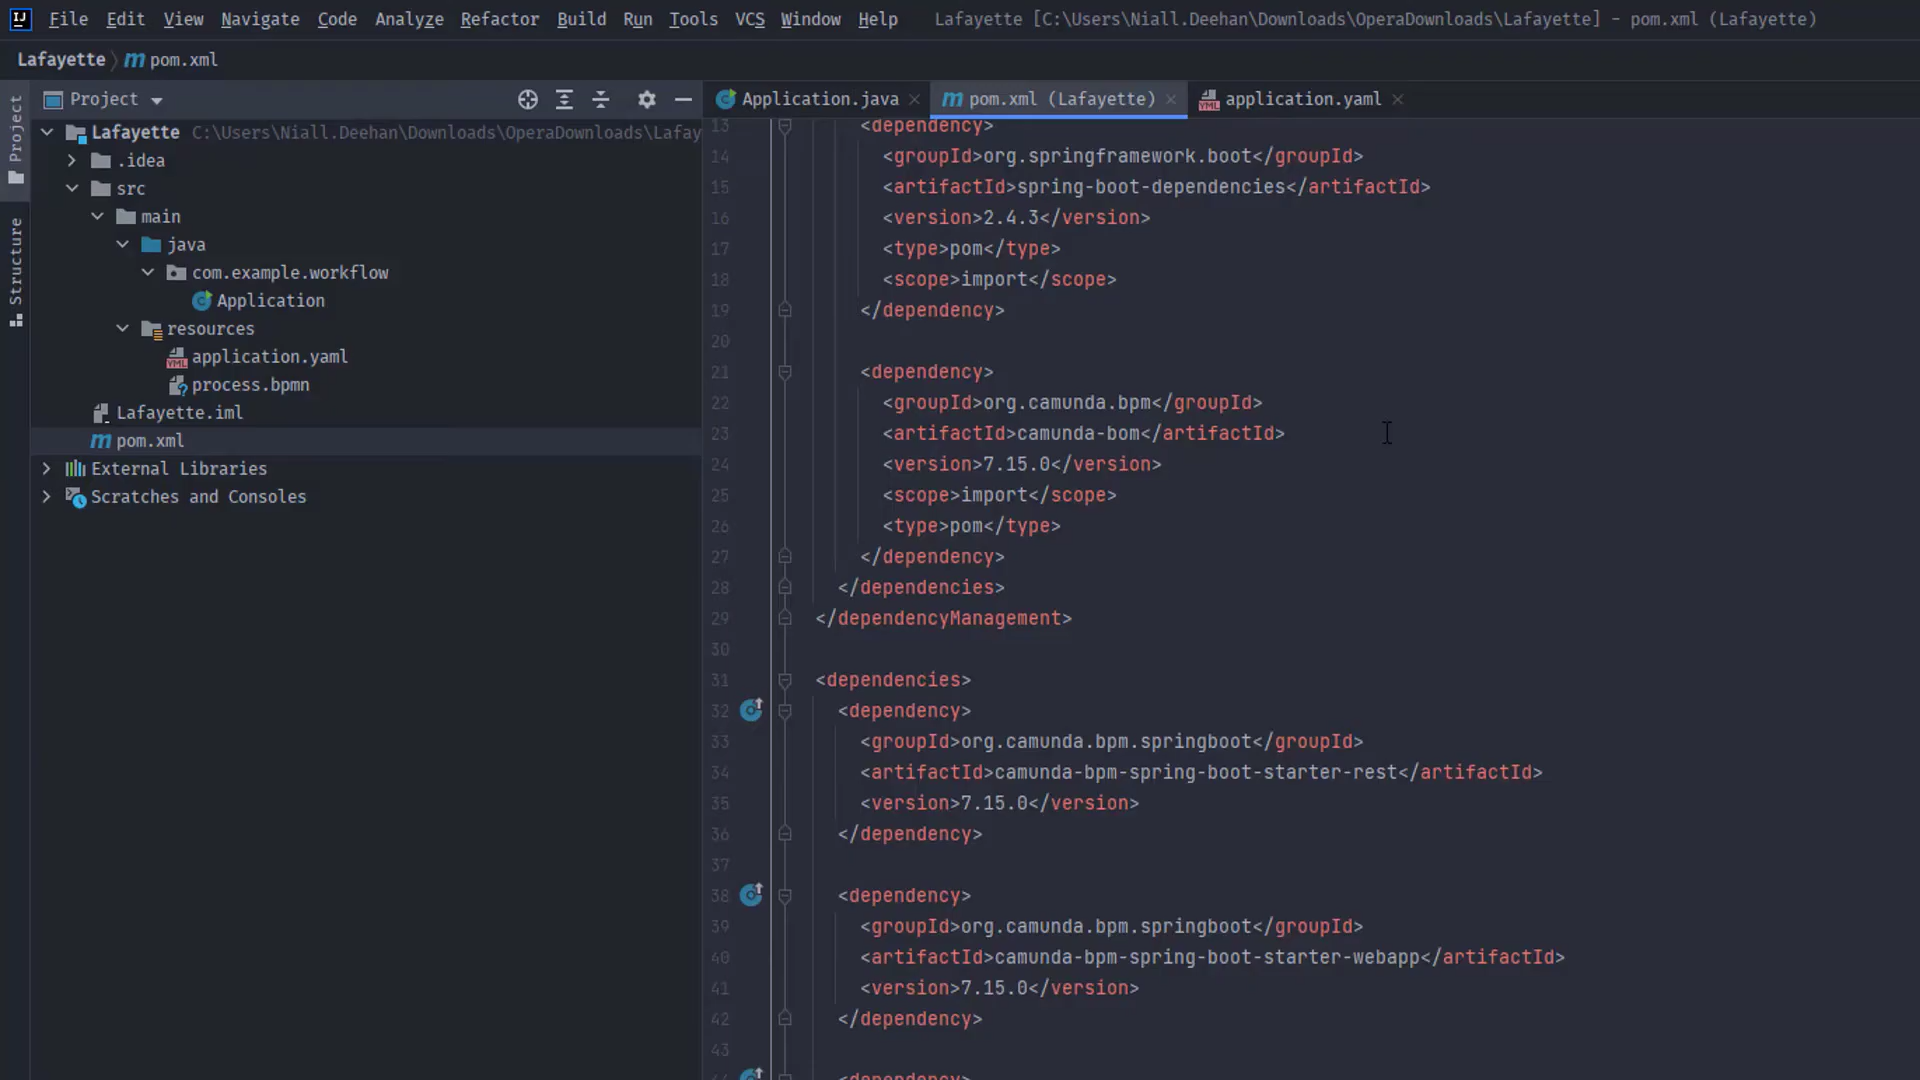 IJ File Edit View Navigate Code Analyze Refactor Build Run Tools VCS Window Help Lafayette [C:\Users\Niall.Deehan\Downloads\OperaDownloads\Lafayette] - pom.xml (Lafayette)
Lafayette m pom.xml
Project
Structure
Project
Lafayette C:\Users\Niall.Deehan\Downloads\OperaDownloads\Lafay
.idea
src
main
java
com.example.workflow
Application
resources
application.yaml
process.bpmn
Lafayette.iml
m pom.xml
External Libraries
Scratches and Consoles
Application.java m pom.xml (Lafayette) application.yaml
13 <dependency>
14 <groupId>org.springframework.boot</groupId>
15 <artifactId>spring-boot-dependencies</artifactId>
16 <version>2.4.3</version>
17 <type>pom</type>
18 <scope>import</scope>
19 </dependency>
20
21 <dependency>
22 <groupId>org.camunda.bpm</groupId>
23 <artifactId>camunda-bom</artifactId>
24 <version>7.15.0</version>
25 <scope>import</scope>
26 <type>pom</type>
27 </dependency>
28 </dependencies>
29 </dependencyManagement>
30
31 <dependencies>
32 <dependency>
33 <groupId>org.camunda.bpm.springboot</groupId>
34 <artifactId>camunda-bpm-spring-boot-starter-rest</artifactId>
35 <version>7.15.0</version>
36 </dependency>
37
38 <dependency>
39 <groupId>org.camunda.bpm.springboot</groupId>
40 <artifactId>camunda-bpm-spring-boot-starter-webapp</artifactId>
41 <version>7.15.0</version>
42 </dependency>
43
44 <dependency>